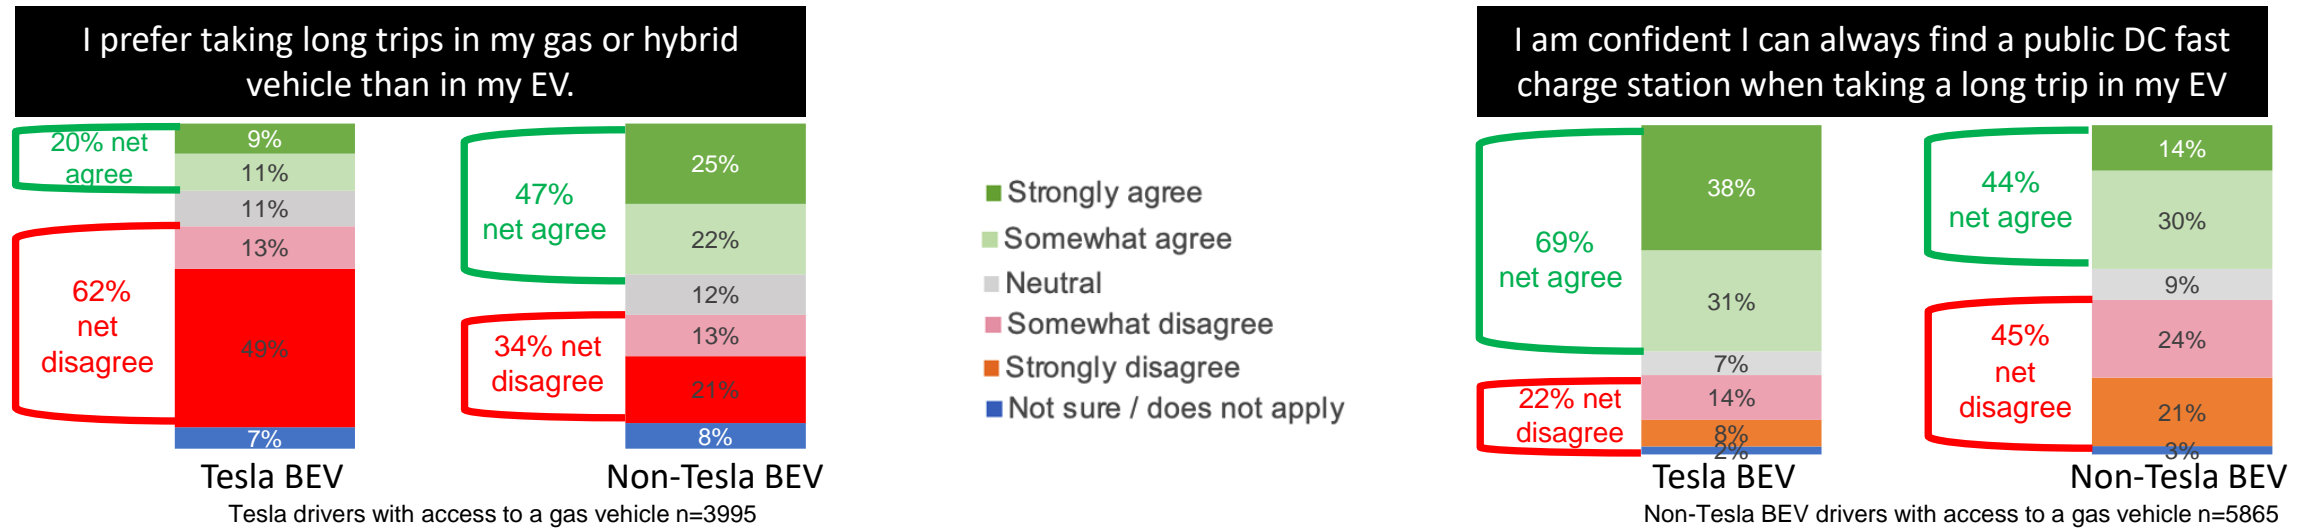 I prefer taking long trips in my gas or hybrid
vehicle than in my EV.
20% net
agree
62%
net
disagree
9%
11%
11%
13%
49%
7%
Tesla BEV
47%
net agree
34% net
disagree
25%
22%
12%
13%
21%
8%
Non-Tesla BEV
Tesla drivers with access to a gas vehicle n=3995
Strongly agree
Somewhat agree
Neutral
Somewhat disagree
Strongly disagree
Not sure / does not apply
I am confident I can always find a public DC fast
charge station when taking a long trip in my EV
69%
net agree
22% net
disagree
38%
31%
7%
14%
8%
2%
Tesla BEV
44%
net agree
45%
net
disagree
14%
30%
9%
24%
21%
3%
Non-Tesla BEV
Non-Tesla BEV drivers with access to a gas vehicle n=5865